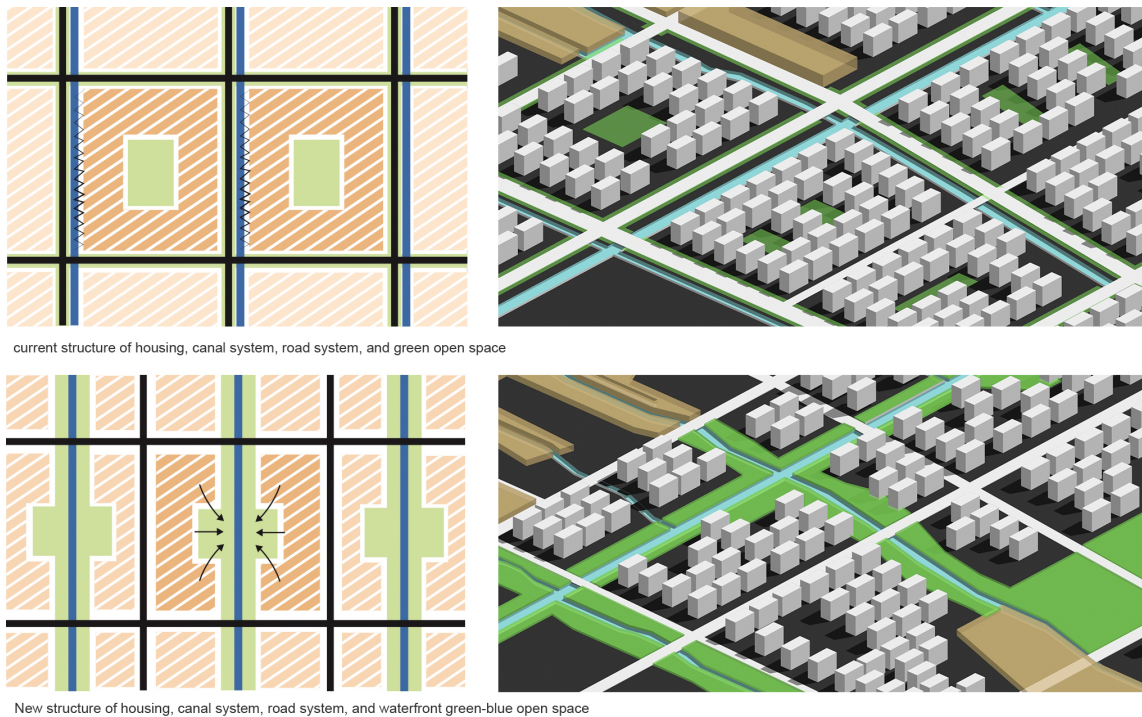 current structure of housing, canal system, road system, and green open space
New structure of housing, canal system, road system, and waterfront green-blue open space